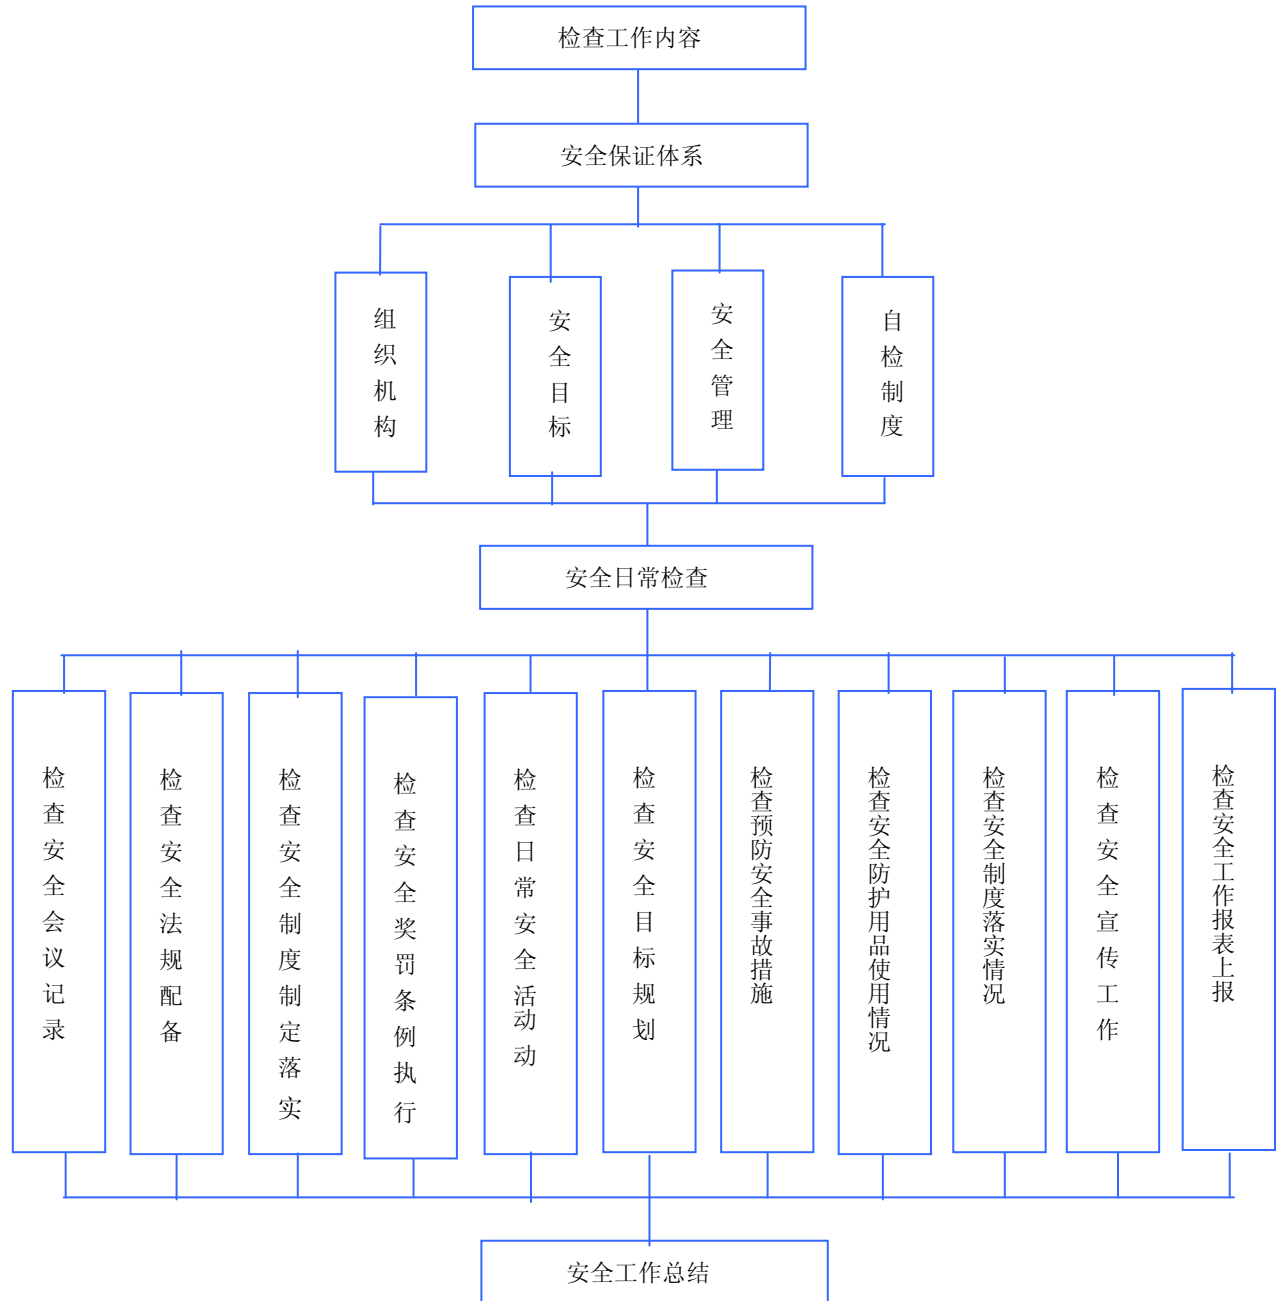 检查工作内容
安全保证体系
组织机构
安全目标
安全管理
自检制度
安全日常检查
检查安全会议记录
检查安全法规配备
检查安全制度制定落实
检查安全奖罚条例执行
检查日常安全活动动
检查安全目标规划
检查预防安全事故措施
检查安全防护用品使用情况
检查安全制度落实情况
检查安全宣传工作
检查安全工作报表上报
安全工作总结